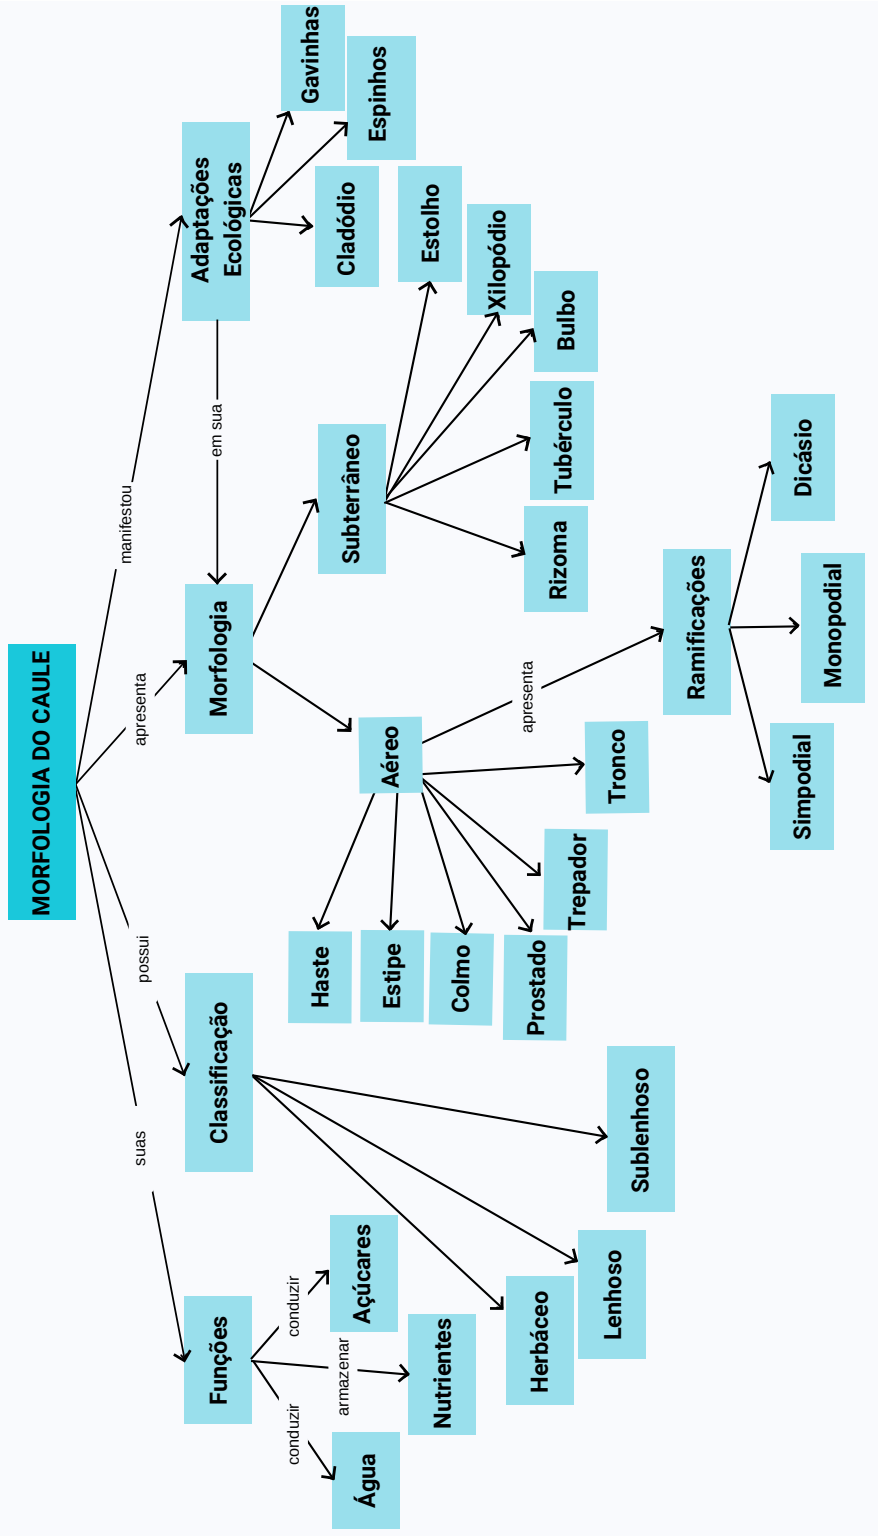 MORFOLOGIA DO CAULE
suas
possui
apresenta
manifestou
Funções
Classificação
Morfologia
em sua
Adaptações
Ecológicas
conduzir
armazenar
conduzir
Água
Nutrientes
Açúcares
Herbáceo
Lenhoso
Sublenhoso
Aéreo
Subterrâneo
Cladódio
Espinhos
Gavinhas
Haste
Estipe
Colmo
Prostado
Trepador
Tronco
apresenta
Rizoma
Tubérculo
Bulbo
Xilopódio
Estolho
Ramificações
Simpodial
Monopodial
Dicásio